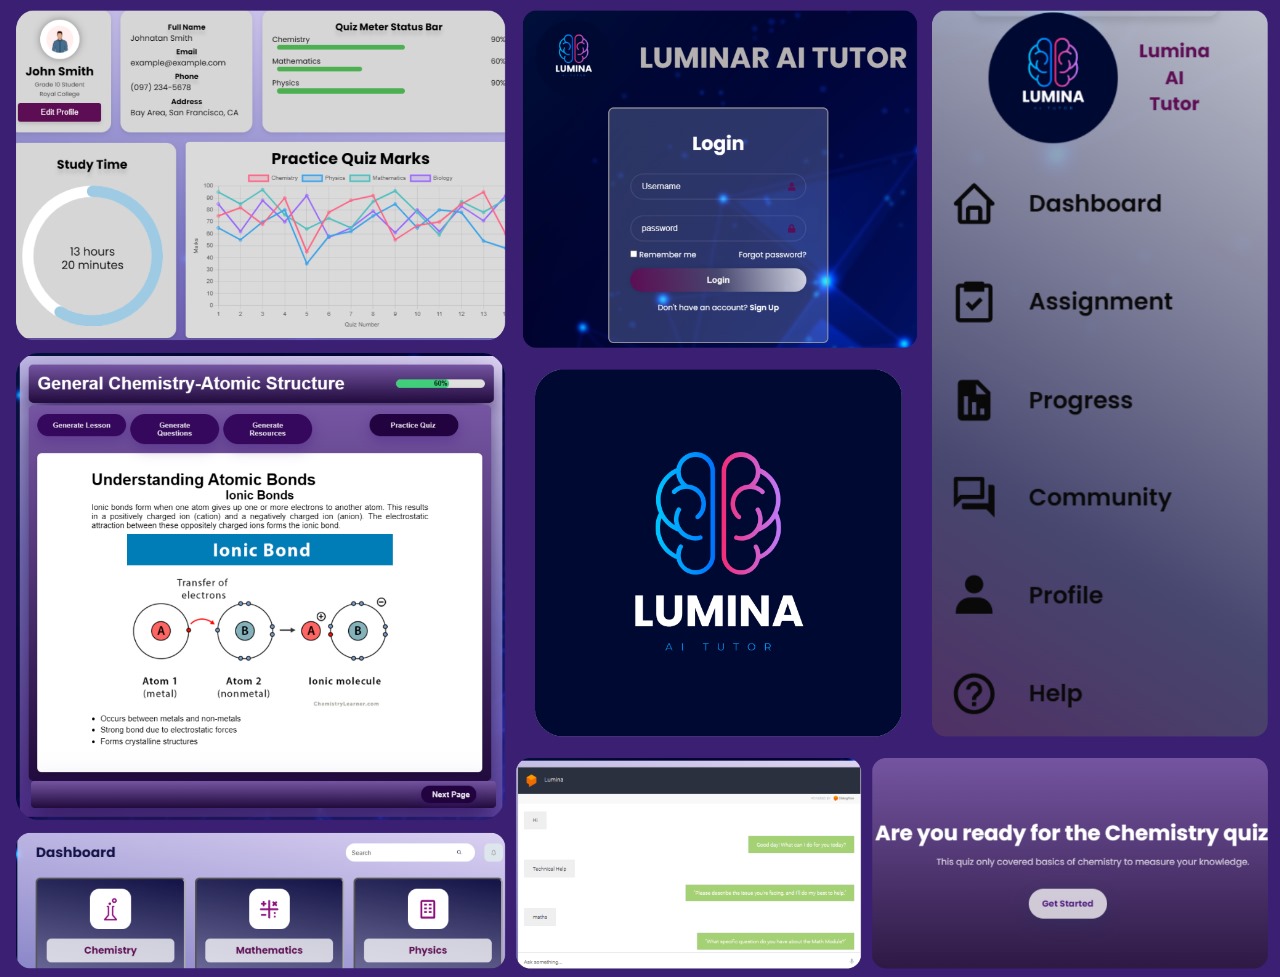 John Smith
Grade 10 Student
Royal College
Edit Profile
Full Name
Johnatan Smith
Email
example@example.com
Phone
(097) 234-5678
Address
Bay Area, San Francisco, CA
Quiz Meter Status Bar
Chemistry 90%
Mathematics 60%
Physics 90%
Study Time
13 hours
20 minutes
Practice Quiz Marks
Chemistry Physics Mathematics Biology
Marks
100
90
80
70
60
50
40
30
20
10
0
1 2 3 4 5 6 7 8 9 10 11 12 13
Quiz Number
LUMINA
LUMINAR AI TUTOR
Login
Username
password
Remember me Forgot password?
Login
Don't have an account? Sign Up
LUMINA
AI TUTOR
Lumina
AI
Tutor
Dashboard
Assignment
Progress
Community
Profile
Help
General Chemistry-Atomic Structure
60%
Generate Lesson
Generate
Questions
Generate
Resources
Practice Quiz
Understanding Atomic Bonds
Ionic Bonds
Ionic bonds form when one atom gives up one or more electrons to another atom. This results
in a positively charged ion (cation) and a negatively charged ion (anion). The electrostatic
attraction between these oppositely charged ions forms the ionic bond.
Ionic Bond
Transfer of
electrons
A B A B
Atom 1
(metal)
Atom 2
(nonmetal)
Ionic molecule
ChemistryLearner.com
• Occurs between metals and non-metals
• Strong bond due to electrostatic forces
• Forms crystalline structures
Next Page
LUMINA
AI TUTOR
Dashboard
Search
Chemistry
Mathematics
Physics
Lumina
Hi
Good day! What can I do for you today?
Technical Help
"Please describe the issue you're facing, and I'll do my best to help."
maths
"What specific question do you have about the Math Module?"
Ask something...
Are you ready for the Chemistry quiz
This quiz only covered basics of chemistry to measure your knowledge.
Get Started